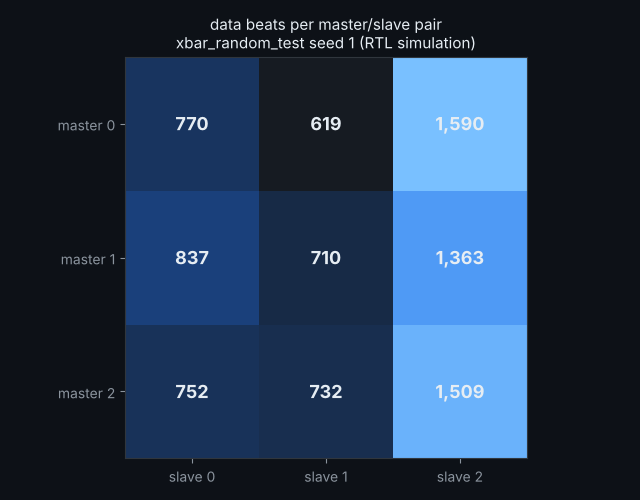 data beats per master/slave pair
xbar_random_test seed 1 (RTL simulation)
master 0 770 619 1,590
master 1 837 710 1,363
master 2 752 732 1,509
slave 0 slave 1 slave 2